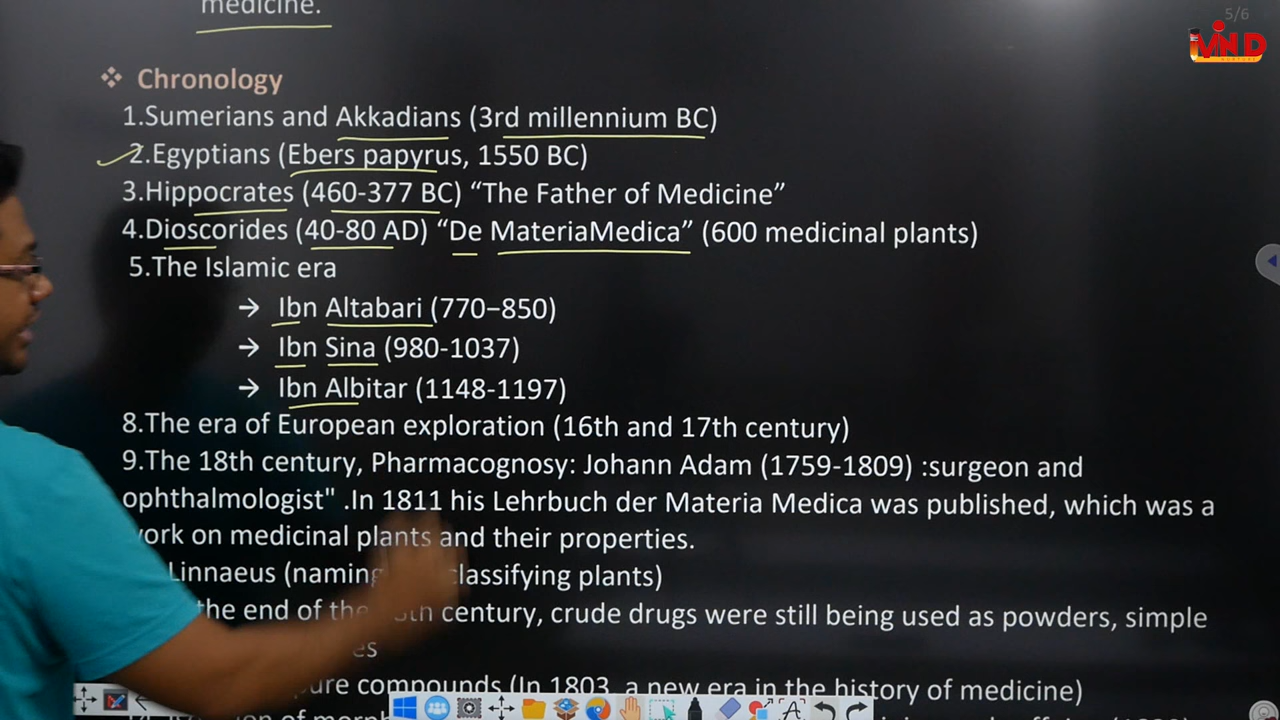 medicine.
5/6
MIND
❖ Chronology
1.Sumerians and Akkadians (3rd millennium BC)
2.Egyptians (Ebers papyrus, 1550 BC)
3.Hippocrates (460-377 BC) “The Father of Medicine”
4.Dioscorides (40-80 AD) “De MateriaMedica” (600 medicinal plants)
5.The Islamic era
→ Ibn Altabari (770–850)
→ Ibn Sina (980-1037)
→ Ibn Albitar (1148-1197)
8.The era of European exploration (16th and 17th century)
9.The 18th century, Pharmacognosy: Johann Adam (1759-1809) :surgeon and
ophthalmologist" .In 1811 his Lehrbuch der Materia Medica was published, which was a
work on medicinal plants and their properties.
Linnaeus (naming classifying plants)
the end of the century, crude drugs were still being used as powders, simple
pure compounds (In 1803, a new era in the history of medicine)